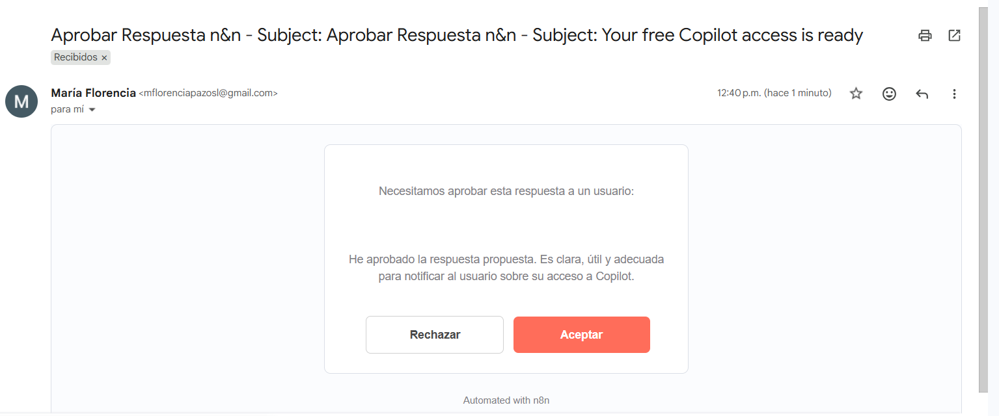 Aprobar Respuesta n&n - Subject: Aprobar Respuesta n&n - Subject: Your free Copilot access is ready
Recibidos ×
M
María Florencia <mflorenciapazosl@gmail.com>
12:40 p.m. (hace 1 minuto)
para mí
Necesitamos aprobar esta respuesta a un usuario:
He aprobado la respuesta propuesta. Es clara, útil y adecuada
para notificar al usuario sobre su acceso a Copilot.
Rechazar
Aceptar
Automated with n8n